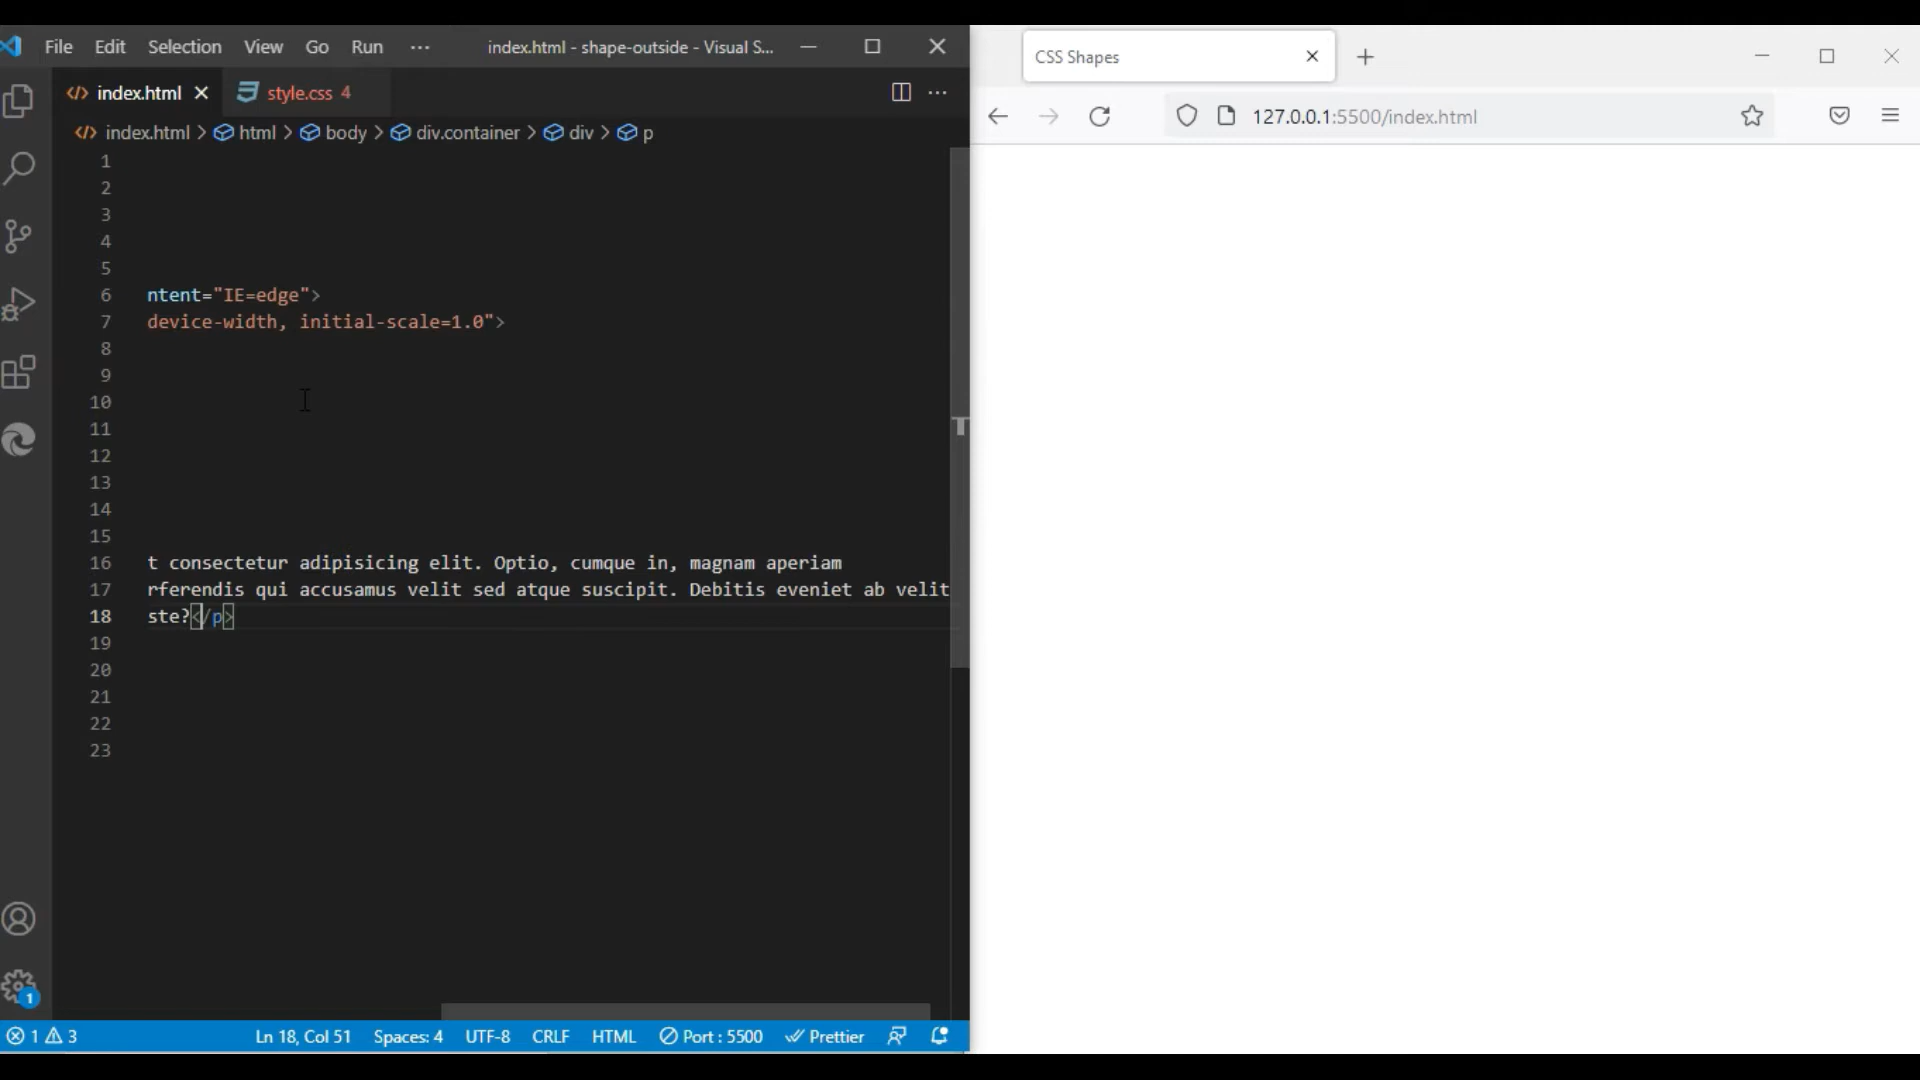 File Edit Selection View Go Run ··· index.html - shape-outside - Visual S...
index.html style.css 4
index.html > html > body > div.container > div > p
1
2
3
4
5
6 ntent="IE=edge">
7 device-width, initial-scale=1.0">
8
9
10
11
12
13
14
15
16 t consectetur adipisicing elit. Optio, cumque in, magnam aperiam
17 rferendis qui accusamus velit sed atque suscipit. Debitis eveniet ab velit
18 ste?</p>
19
20
21
22
23
1
1 3 Ln 18, Col 51 Spaces: 4 UTF-8 CRLF HTML Port : 5500 Prettier
CSS Shapes
127.0.0.1:5500/index.html